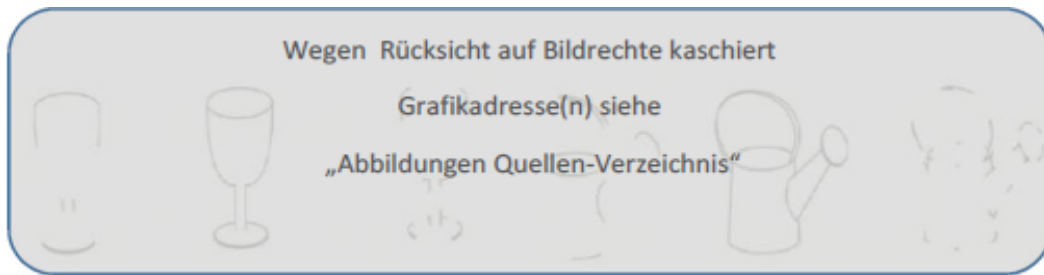 Wegen Rücksicht auf Bildrechte kaschiert
Grafikadresse(n) siehe
„Abbildungen Quellen-Verzeichnis“